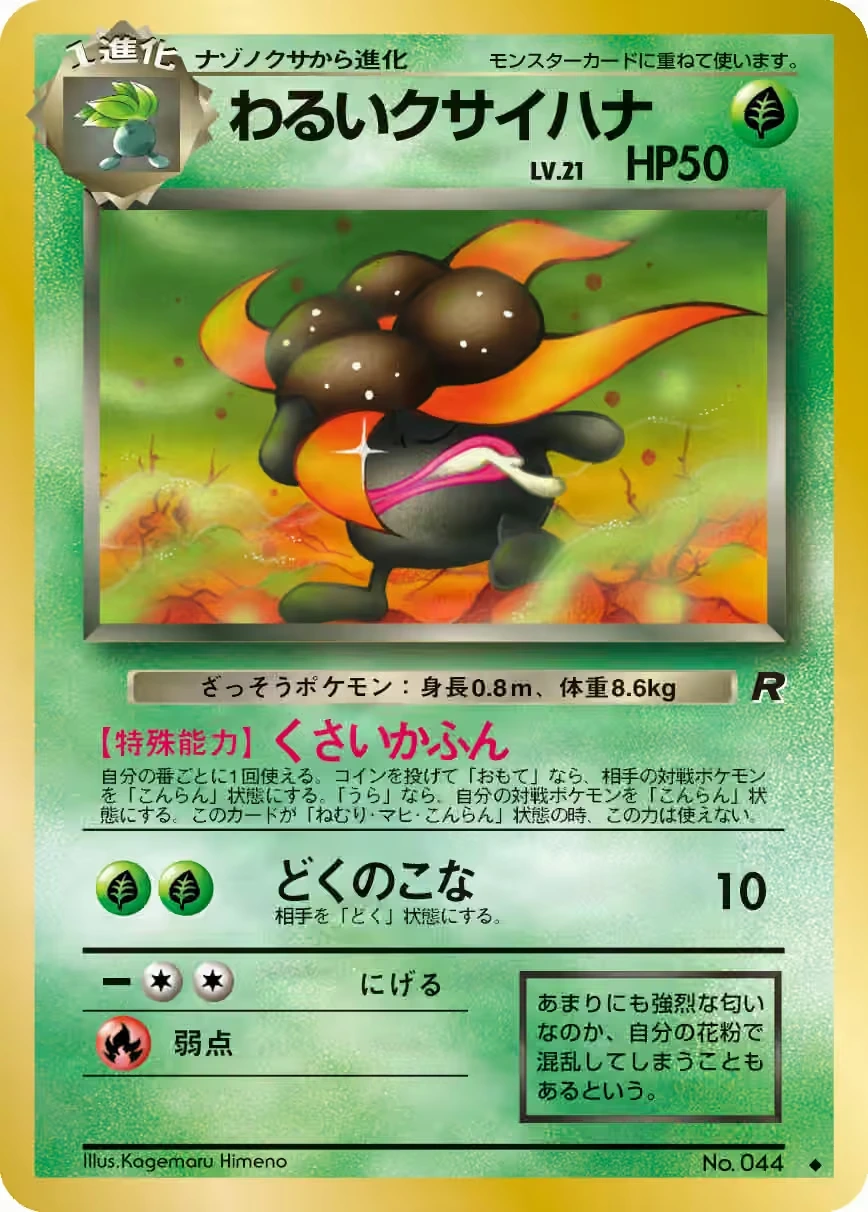 1進化
ナゾノクサから進化
モンスターカードに重ねて使います。
わるいクサイハナ
LV.21 HP50
ざっそうポケモン：身長0.8m、体重8.6kg
R
【特殊能力】くさいかふん
自分の番ごとに1回使える。コインを投げて「おもて」なら、相手の対戦ポケモン
を「こんらん」状態にする。「うら」なら、自分の対戦ポケモンを「こんらん」状
態にする。このカードが「ねむり・マヒ・こんらん」状態の時、この力は使えない。
どくのこな 10
相手を「どく」状態にする。
にげる
弱点
あまりにも強烈な匂い
なのか、自分の花粉で
混乱してしまうことも
あるという。
Illus.Kagemaru Himeno
No.044